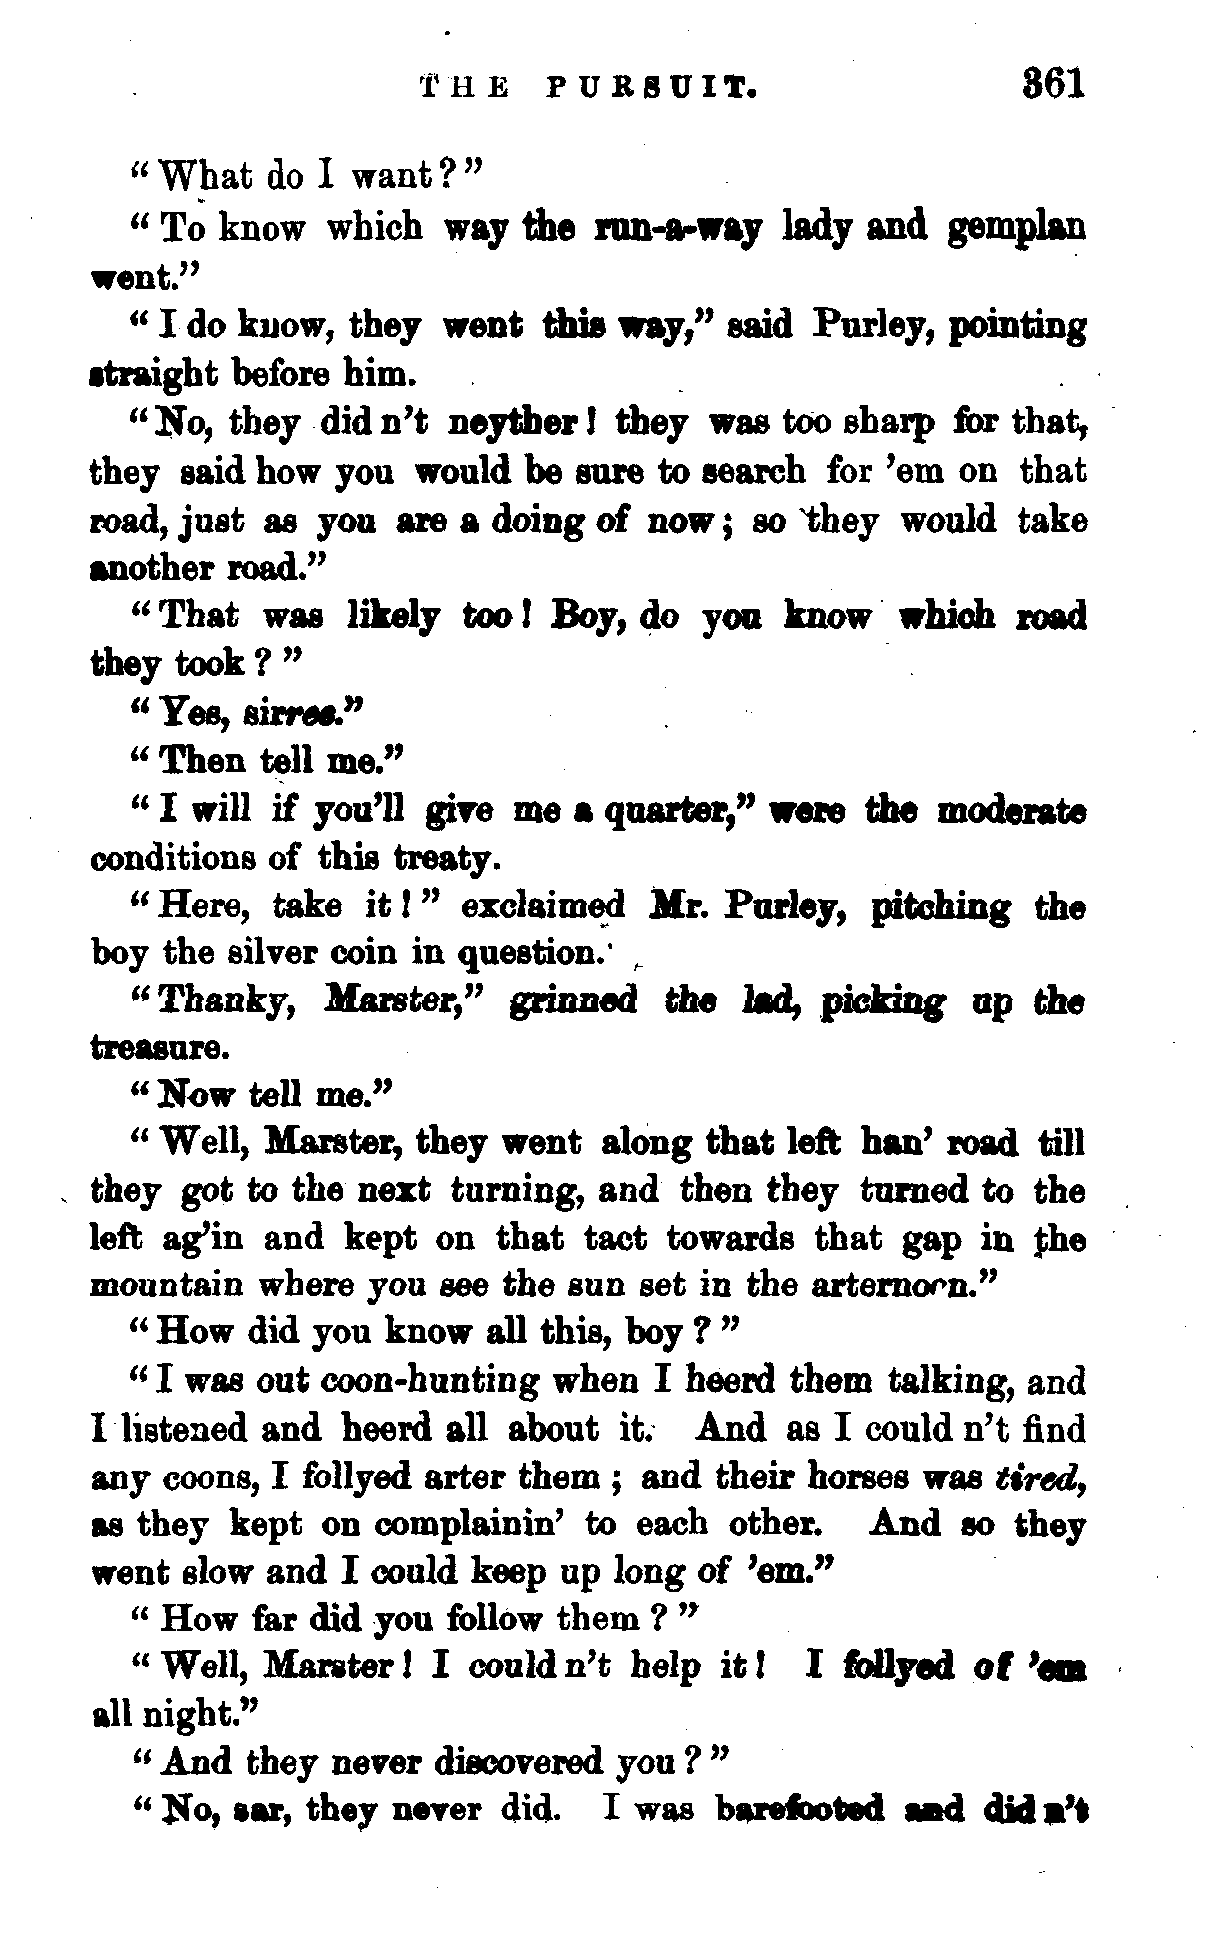 THE PURSUIT. 361
“What do I want?”
“To know which way the run-a-way lady and gemplan
went.”
“I do know, they went this way,” said Purley, pointing
straight before him.
“No, they did n’t neyther! they was too sharp for that,
they said how you would be sure to search for ’em on that
road, just as you are a doing of now; so they would take
another road.”
“That was likely too! Boy, do you know which road
they took?”
“Yes, sirree.”
“Then tell me.”
“I will if you’ll give me a quarter,” were the moderate
conditions of this treaty.
“Here, take it!” exclaimed Mr. Purley, pitching the
boy the silver coin in question.
“Thanky, Marster,” grinned the lad, picking up the
treasure.
“Now tell me.”
“Well, Marster, they went along that left han’ road till
they got to the next turning, and then they turned to the
left ag’in and kept on that tact towards that gap in the
mountain where you see the sun set in the arternoon.”
“How did you know all this, boy?”
“I was out coon-hunting when I heerd them talking, and
I listened and heerd all about it. And as I could n’t find
any coons, I follyed arter them; and their horses was tired,
as they kept on complainin’ to each other. And so they
went slow and I could keep up long of ’em.”
“How far did you follow them?”
“Well, Marster! I could n’t help it! I follyed of ’em
all night.”
“And they never discovered you?”
“No, sar, they never did. I was barefooted and did n’t